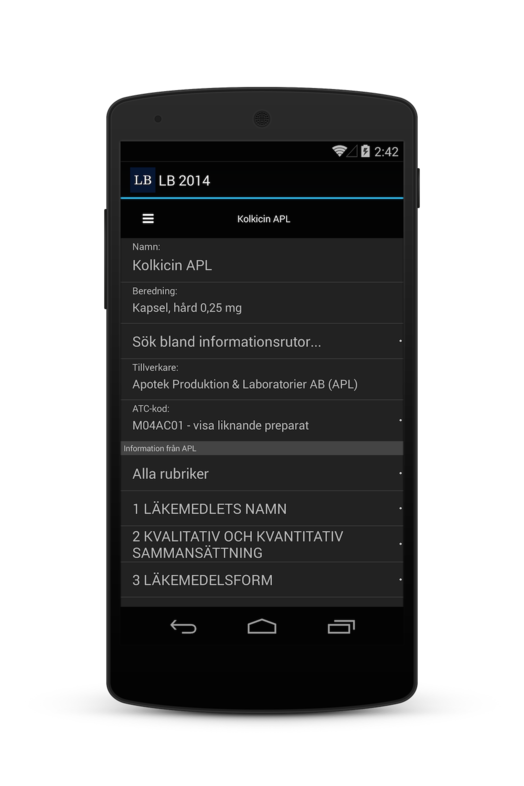 2:42
LB LB 2014
Kolkicin APL
Namn:
Kolkicin APL
Beredning:
Kapsel, hård 0,25 mg
Sök bland informationsrutor...
Tillverkare:
Apotek Produktion & Laboratorier AB (APL)
ATC-kod:
M04AC01 - visa liknande preparat
Information från APL
Alla rubriker
1 LÄKEMEDLETS NAMN
2 KVALITATIV OCH KVANTITATIV
SAMMANSÄTTNING
3 LÄKEMEDELSFORM